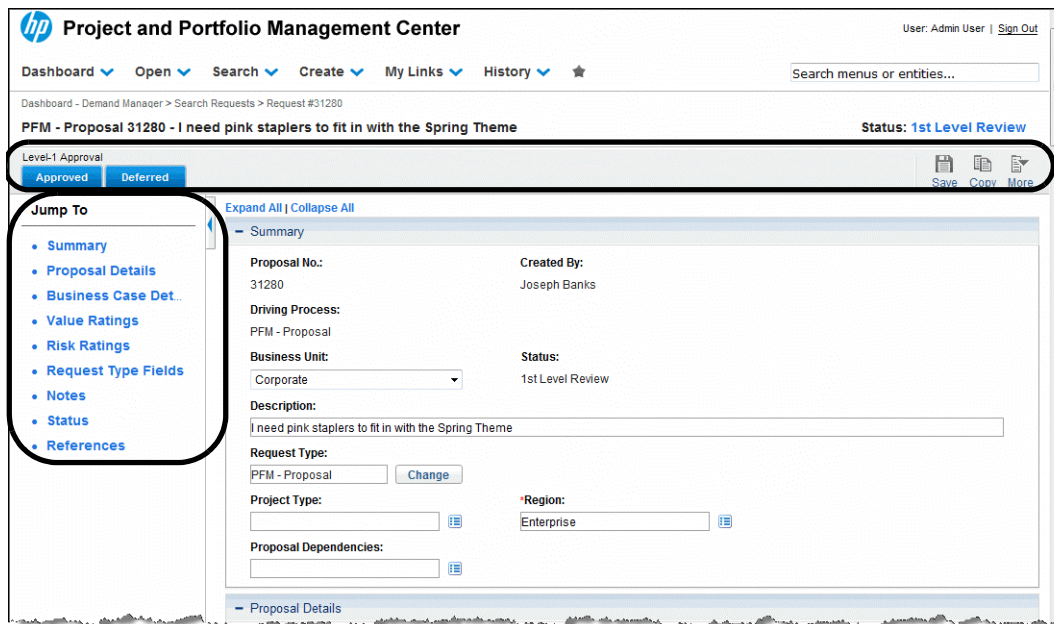 hp Project and Portfolio Management Center
User: Admin User | Sign Out
Dashboard Open Search Create My Links History
Search menus or entities...
Dashboard - Demand Manager > Search Requests > Request #31280
PFM - Proposal 31280 - I need pink staplers to fit in with the Spring Theme
Status: 1st Level Review
Level-1 Approval
Approved Deferred
Save Copy More
Jump To
Summary
Proposal Details
Business Case Det...
Value Ratings
Risk Ratings
Request Type Fields
Notes
Status
References
Expand All | Collapse All
Summary
Proposal No.: Created By:
31280 Joseph Banks
Driving Process:
PFM - Proposal
Business Unit: Status:
Corporate 1st Level Review
Description:
I need pink staplers to fit in with the Spring Theme
Request Type:
PFM - Proposal Change
Project Type: *Region:
Enterprise
Proposal Dependencies:
Proposal Details